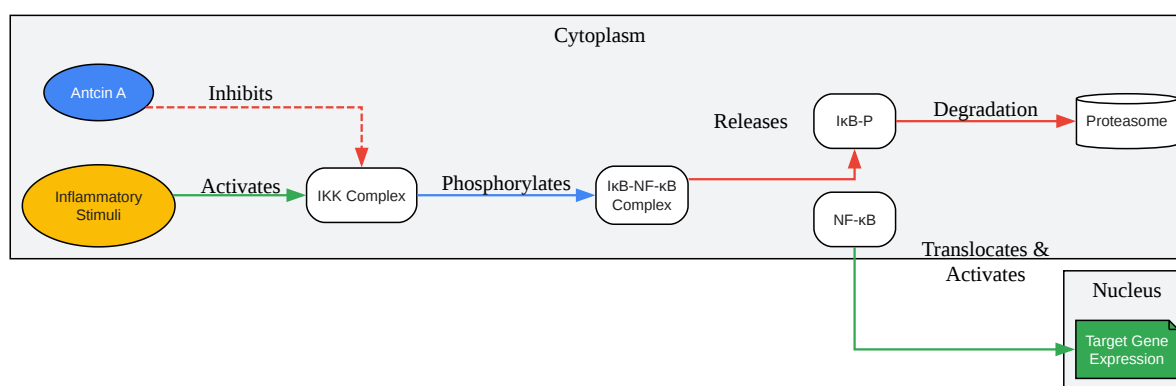 Cytoplasm
Antcin A
Inhibits
Releases
IκB-P
Degradation
Proteasome
Inflammatory
Stimuli
Activates
IKK Complex
Phosphorylates
IκB-NF-κB
Complex
NF-κB
Translocates &
Activates
Nucleus
Target Gene
Expression